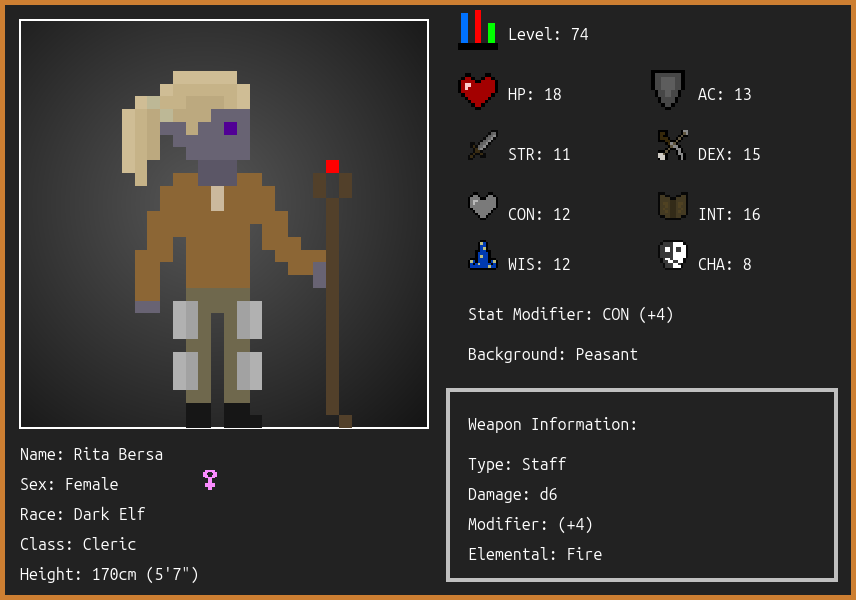 Level: 74
HP: 18
AC: 13
STR: 11
DEX: 15
CON: 12
INT: 16
WIS: 12
CHA: 8
Stat Modifier: CON (+4)
Background: Peasant
Weapon Information:
Type: Staff
Damage: d6
Modifier: (+4)
Elemental: Fire
Name: Rita Bersa
Sex: Female
Race: Dark Elf
Class: Cleric
Height: 170cm (5'7")